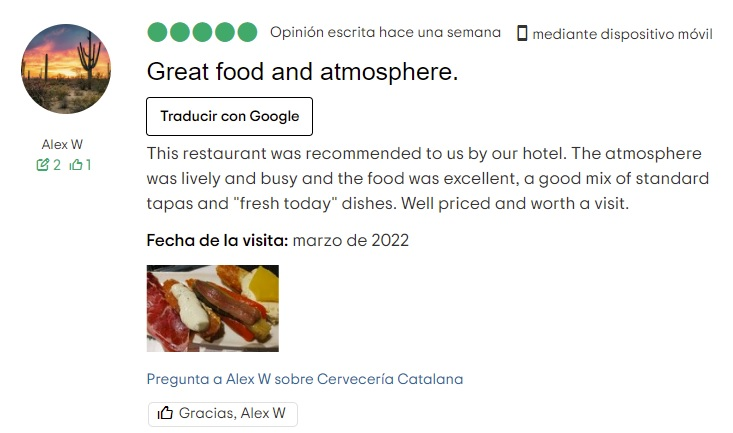 Opinión escrita hace una semana mediante dispositivo móvil
Great food and atmosphere.
Traducir con Google
Alex W
2 1
This restaurant was recommended to us by our hotel. The atmosphere
was lively and busy and the food was excellent, a good mix of standard
tapas and "fresh today" dishes. Well priced and worth a visit.
Fecha de la visita: marzo de 2022
Pregunta a Alex W sobre Cervecería Catalana
Gracias, Alex W